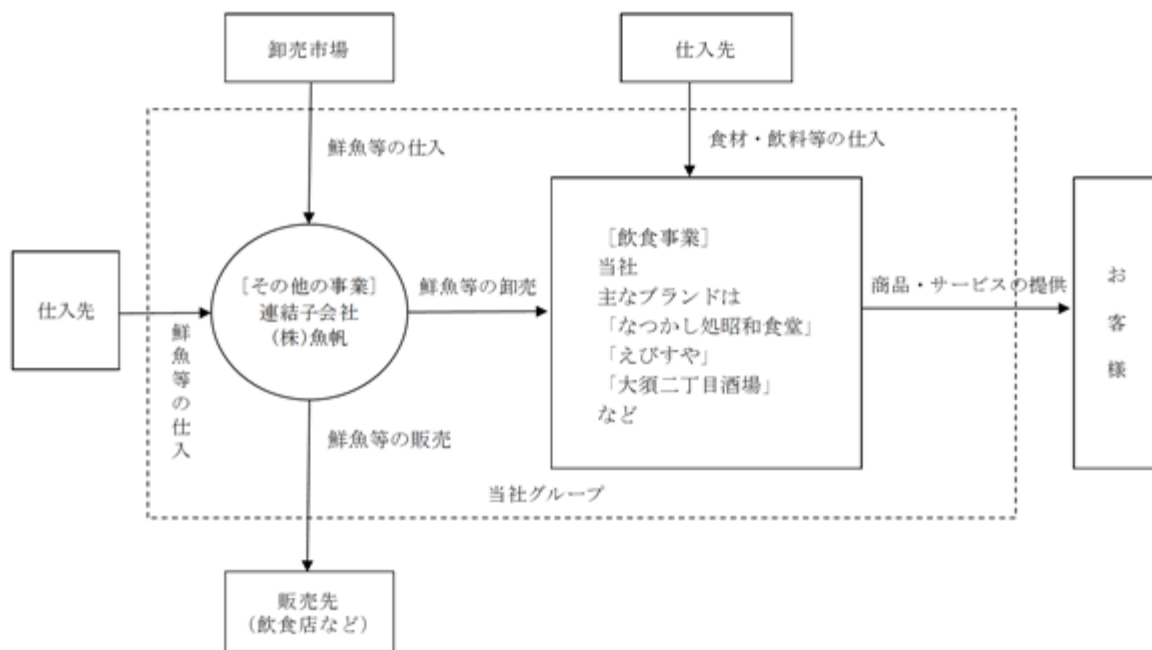 卸売市場
仕入先
鮮魚等の仕入
食材・飲料等の仕入
仕入先
鮮魚等の仕入
[その他の事業]
連結子会社
(株)魚帆
鮮魚等の卸売
[飲食事業]
当社
主なブランドは
「なつかし処昭和食堂」
「えびすや」
「大須二丁目酒場」
など
商品・サービスの提供
お客様
鮮魚等の販売
当社グループ
販売先
(飲食店など)